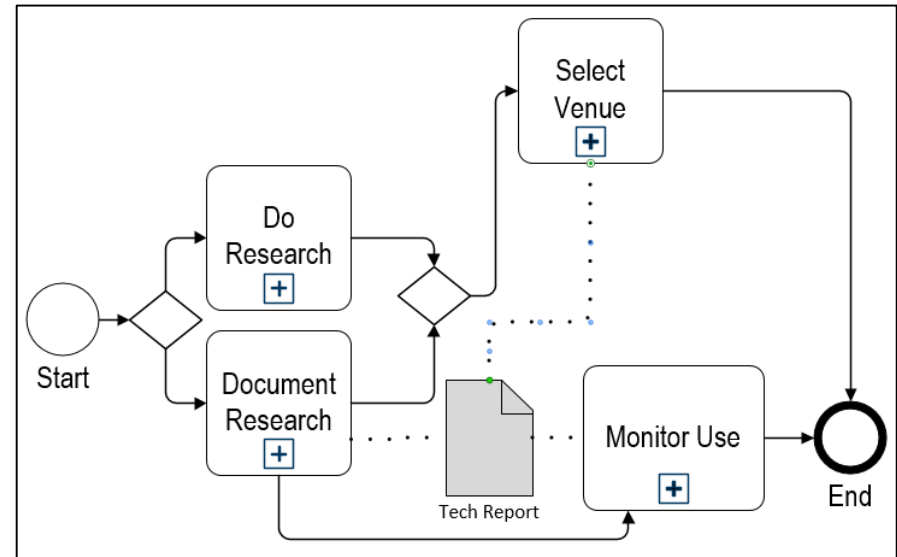 Select
Venue
Do
Research
Start
Document
Research
Monitor Use
Tech Report
End